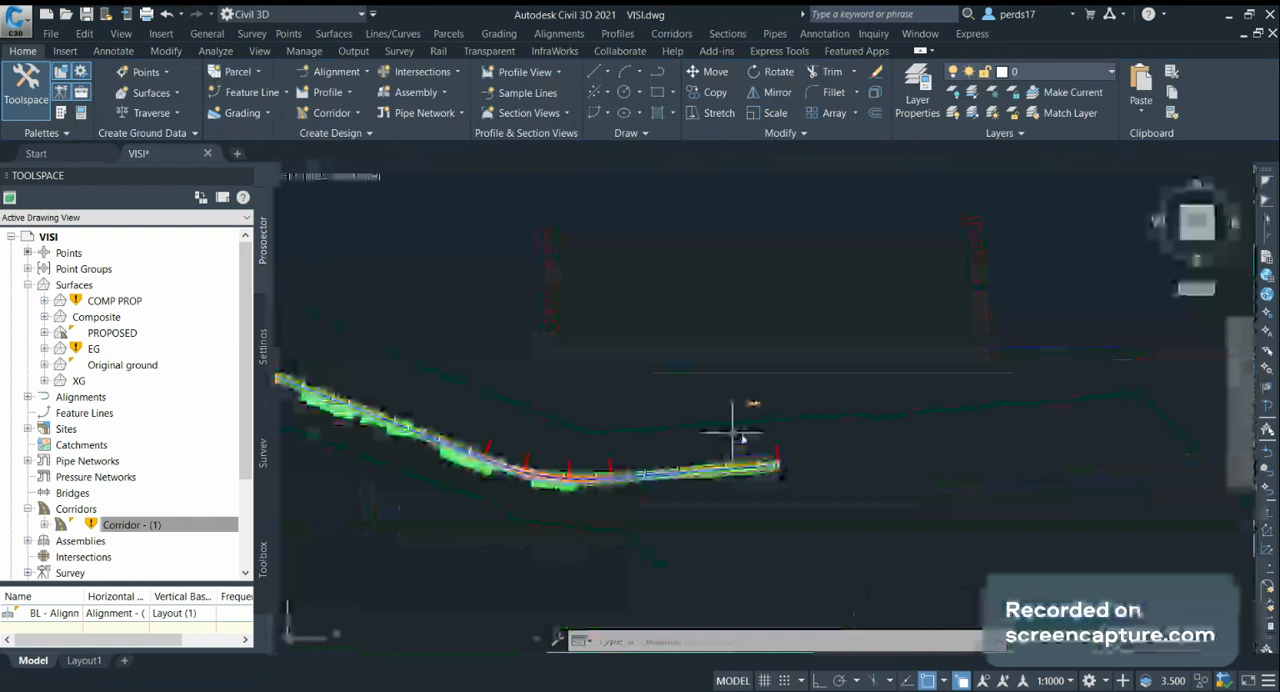 C3D Civil 3D Autodesk Civil 3D 2021 VISI.dwg Type a keyword or phrase perds17
File Edit View Insert General Survey Points Surfaces Lines/Curves Parcels Grading Alignments Profiles Corridors Sections Pipes Annotation Inquiry Window Express
Home Insert Annotate Modify Analyze View Manage Output Survey Rail Transparent InfraWorks Collaborate Help Add-ins Express Tools Featured Apps
Toolspace Points Parcel Alignment Intersections Profile View Move Rotate Trim 0
Surfaces Feature Line Profile Assembly Sample Lines Copy Mirror Fillet Layer Properties Make Current Paste
Traverse Grading Corridor Pipe Network Section Views Stretch Scale Array Match Layer
Palettes Create Ground Data Create Design Profile & Section Views Draw Modify Layers Clipboard
Start VISI*
TOOLSPACE
Active Drawing View
VISI
Points
Point Groups
Surfaces
COMP PROP
Composite
PROPOSED
EG
Original ground
XG
Alignments
Feature Lines
Sites
Catchments
Pipe Networks
Pressure Networks
Bridges
Corridors
Corridor - (1)
Assemblies
Intersections
Survey
Prospector
Settings
Survey
Toolbox
Name Horizontal ... Vertical Bas... Frequen
BL - Alignn Alignment - ( Layout (1)
Recorded on
screencapture.com
Model Layout1
MODEL 1:1000 3.500